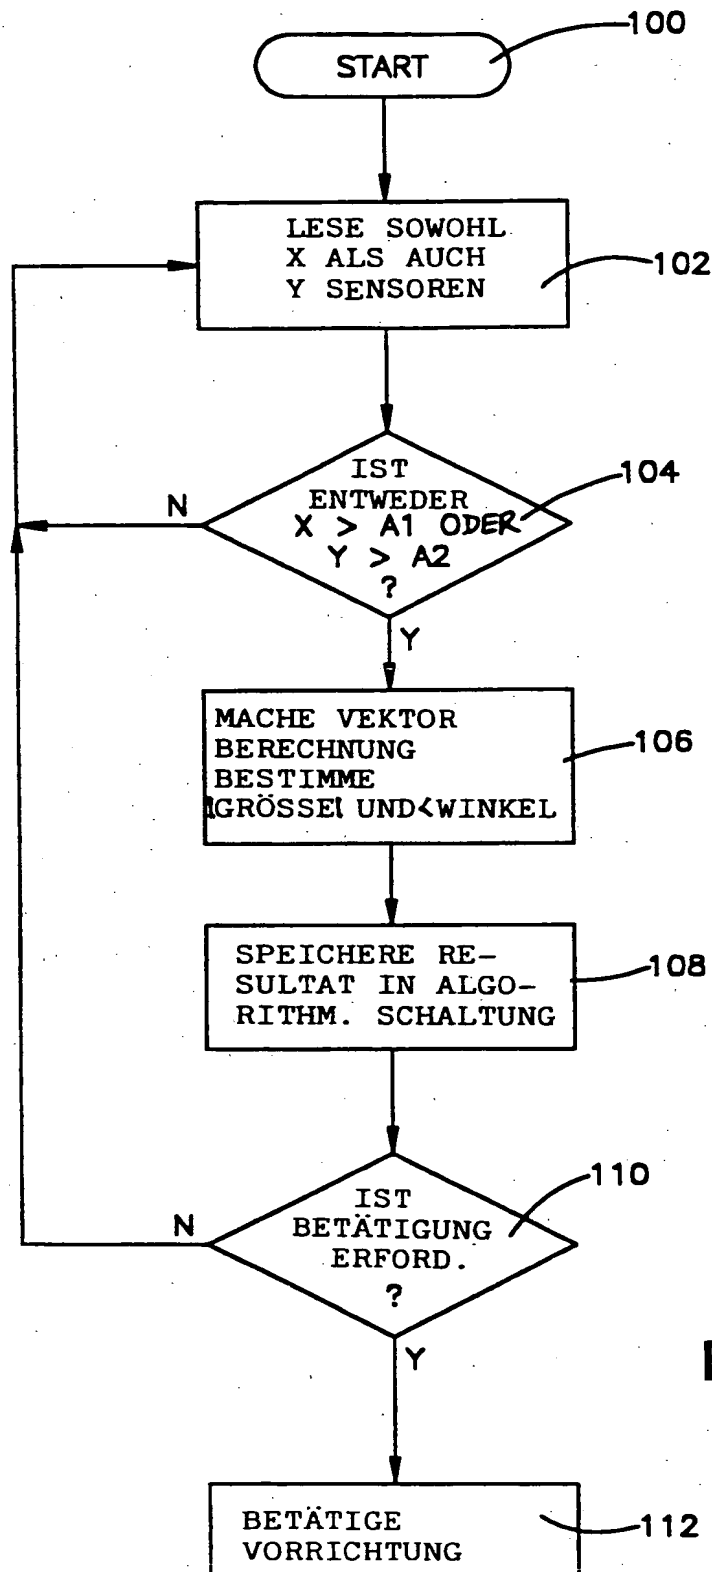 100
START
LESE SOWOHL
X ALS AUCH
Y SENSOREN
102
IST
ENTWEDER
X > A1 ODER
Y > A2
?
104
N
Y
MACHE VEKTOR
BERECHNUNG
BESTIMME
|GRÖSSE| UND<WINKEL
106
SPEICHERE RE-
SULTAT IN ALGO-
RITHM. SCHALTUNG
108
IST
BETÄTIGUNG
ERFORD.
?
110
N
Y
BETÄTIGE
VORRICHTUNG
112